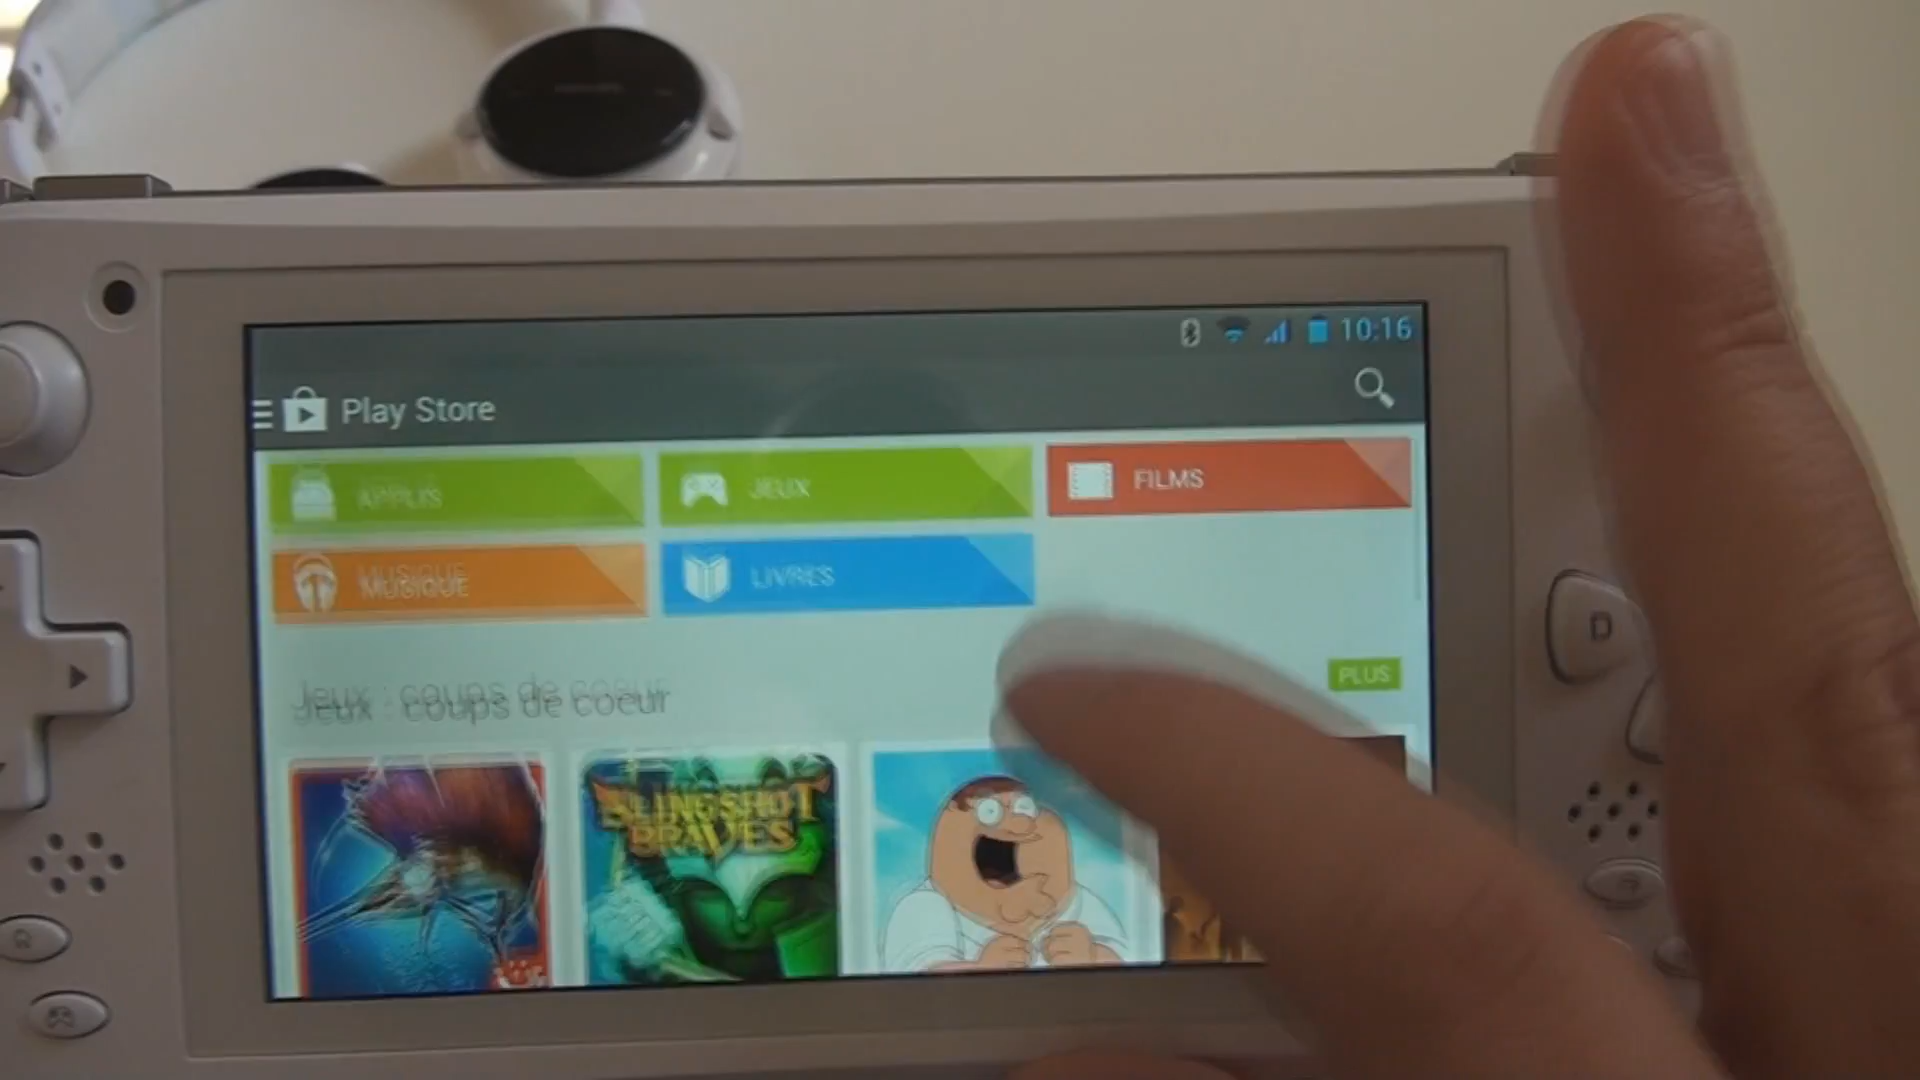 10:16
Play Store
APPLIS
JEUX
FILMS
MUSIQUE
LIVRES
Jeux : coups de coeur
PLUS
SLINGSHOT
BRAVES
D